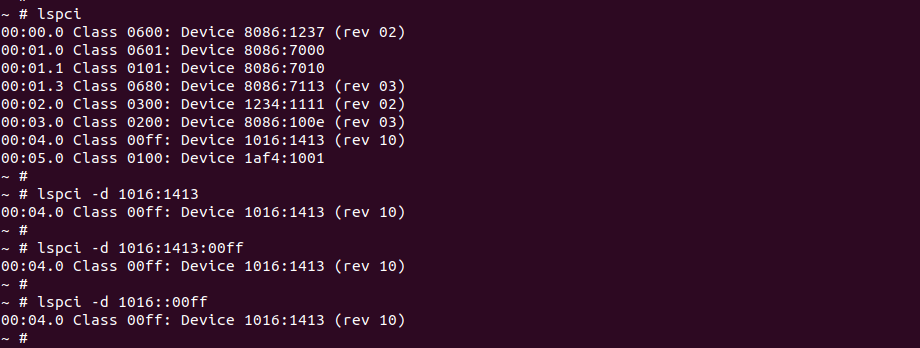 ~ #
~ # lspci
00:00.0 Class 0600: Device 8086:1237 (rev 02)
00:01.0 Class 0601: Device 8086:7000
00:01.1 Class 0101: Device 8086:7010
00:01.3 Class 0680: Device 8086:7113 (rev 03)
00:02.0 Class 0300: Device 1234:1111 (rev 02)
00:03.0 Class 0200: Device 8086:100e (rev 03)
00:04.0 Class 00ff: Device 1016:1413 (rev 10)
00:05.0 Class 0100: Device 1af4:1001
~ #
~ # lspci -d 1016:1413
00:04.0 Class 00ff: Device 1016:1413 (rev 10)
~ #
~ # lspci -d 1016:1413:00ff
00:04.0 Class 00ff: Device 1016:1413 (rev 10)
~ #
~ # lspci -d 1016::00ff
00:04.0 Class 00ff: Device 1016:1413 (rev 10)
~ #